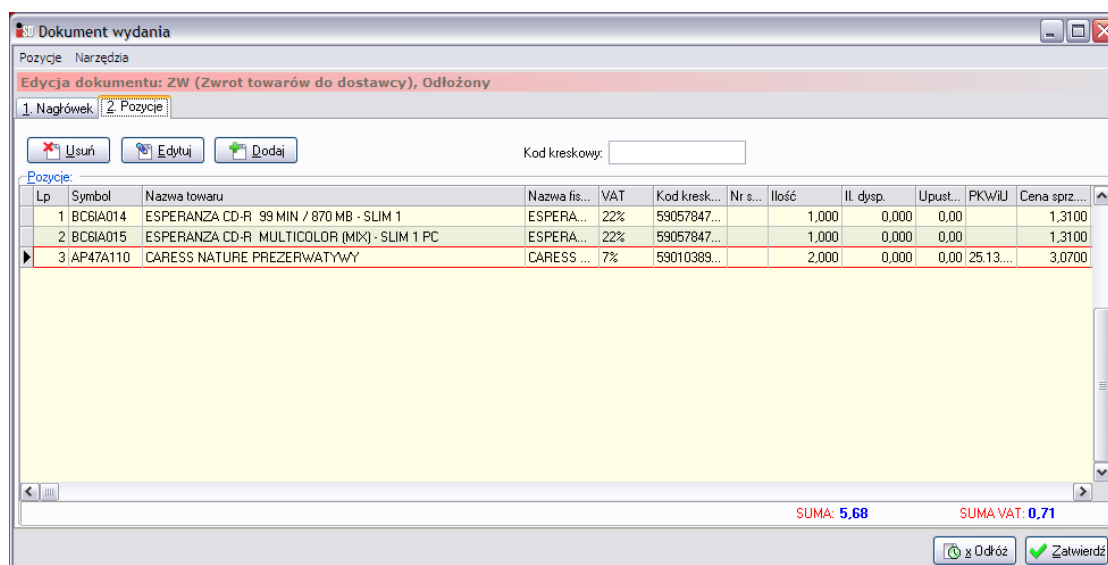 Dokument wydania
Pozycje Narzędzia
Edycja dokumentu: ZW (Zwrot towarów do dostawcy), Odłożony
1. Nagłówek 2. Pozycje
Usuń Edytuj Dodaj Kod kreskowy:
Pozycje:
Lp Symbol Nazwa towaru Nazwa fis... VAT Kod kresk... Nr s... Ilość Il. dysp. Upust... PKWiU Cena sprz....
1 BC6IA014 ESPERANZA CD-R 99 MIN / 870 MB - SLIM 1 ESPERA... 22% 59057847... 1,000 0,000 0,00 1,3100
2 BC6IA015 ESPERANZA CD-R MULTICOLOR (MIX) - SLIM 1 PC ESPERA... 22% 59057847... 1,000 0,000 0,00 1,3100
3 AP47A110 CARESS NATURE PREZERWATYWY CARESS ... 7% 59010389... 2,000 0,000 0,00 25.13.... 3,0700
SUMA: 5,68 SUMA VAT: 0,71
x Odłóż Zatwierdź